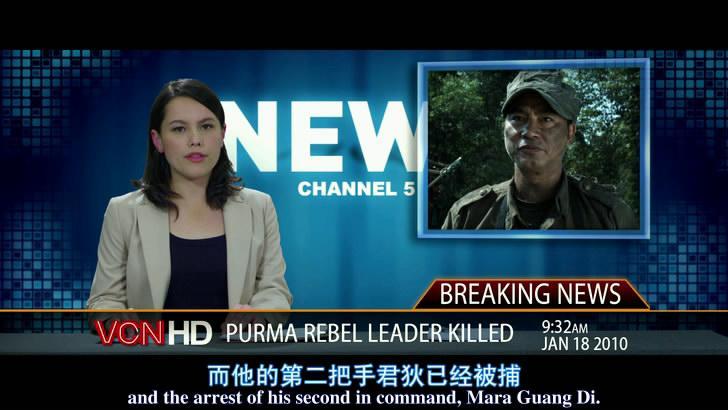 NEW
CHANNEL 5
BREAKING NEWS
VCN HD
PURMA REBEL LEADER KILLED
9:32AM
JAN 18 2010
而他的第二把手君狄已经被捕
and the arrest of his second in command, Mara Guang Di.